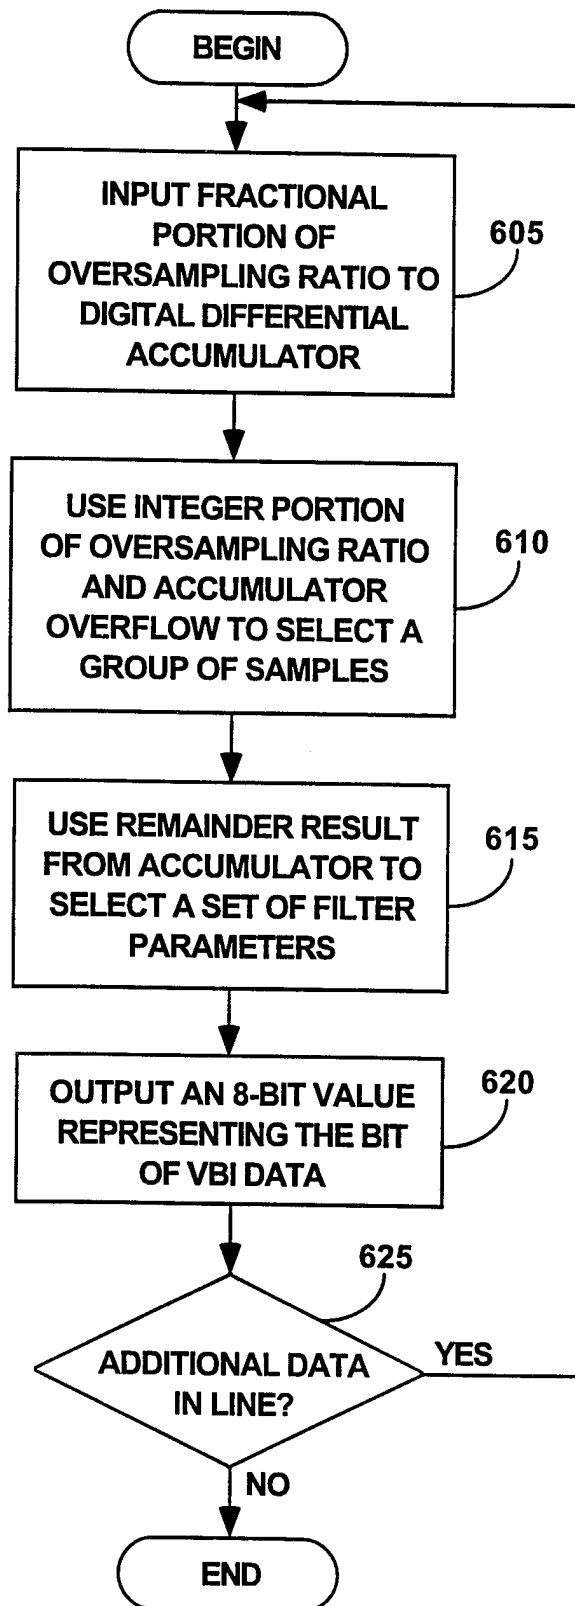 BEGIN
INPUT FRACTIONAL
PORTION OF
OVERSAMPLING RATIO TO
DIGITAL DIFFERENTIAL
ACCUMULATOR
605
USE INTEGER PORTION
OF OVERSAMPLING RATIO
AND ACCUMULATOR
OVERFLOW TO SELECT A
GROUP OF SAMPLES
610
USE REMAINDER RESULT
FROM ACCUMULATOR TO
SELECT A SET OF FILTER
PARAMETERS
615
OUTPUT AN 8-BIT VALUE
REPRESENTING THE BIT
OF VBI DATA
620
625
ADDITIONAL DATA
IN LINE?
YES
NO
END